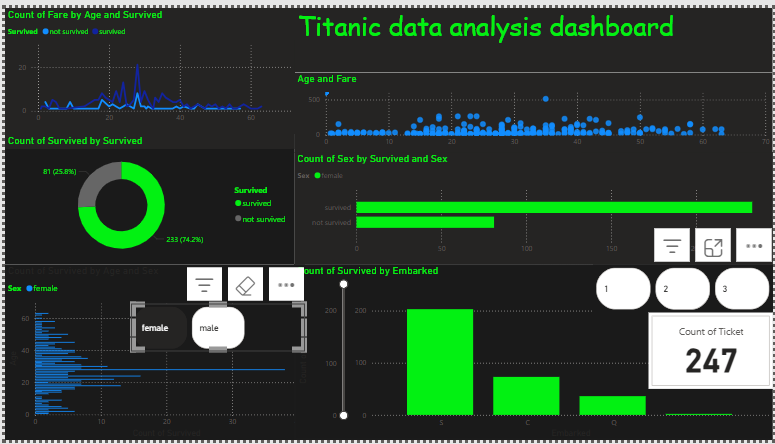 Count of Fare by Age and Survived
Titanic data analysis dashboard
Survived not survived survived
20
0
0 20 40 60
Age and Fare
500
0
0 10 20 30 40 50 60 70
Count of Survived by Survived
81 (25.8%)
Survived
survived
not survived
233 (74.2%)
Count of Sex by Survived and Sex
Sex female
survived
not survived
0 50 100 150
Count of Survived by Age and Sex
Sex female
60
40
20
0
0 10 20 30
female male
ount of Survived by Embarked
1 2 3
200
100
0
200
100
0
S C Q
Count of Ticket
247